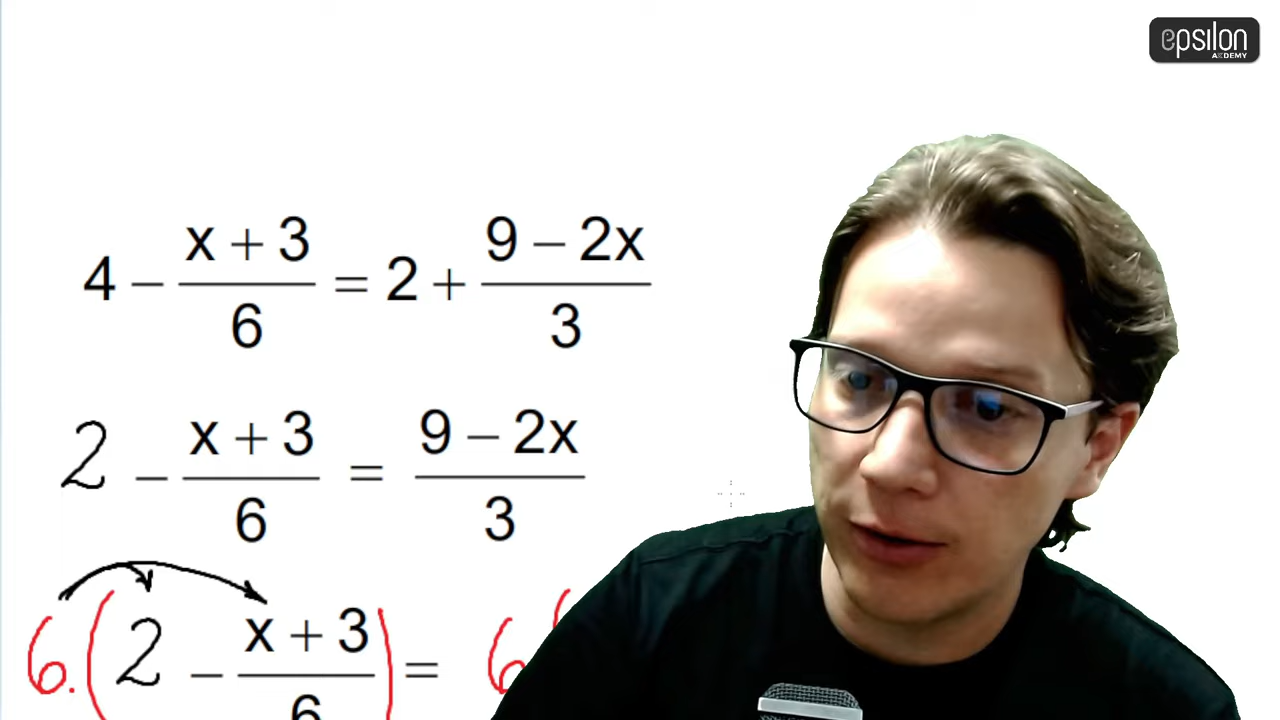 epsilon
AKDEMY
4 − (x + 3)/6 = 2 + (9 − 2x)/3
2 − (x + 3)/6 = (9 − 2x)/3
6.(2 − (x + 3)/6) = 6